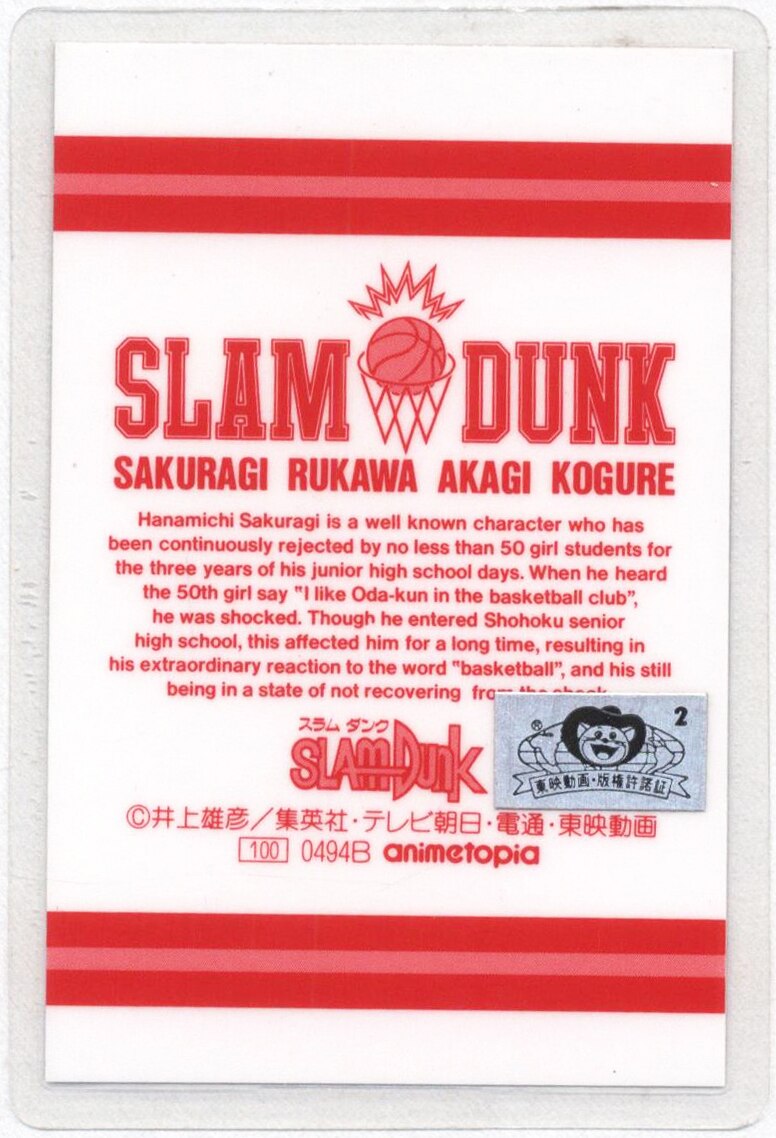 SLAM DUNK
SAKURAGI RUKAWA AKAGI KOGURE
Hanamichi Sakuragi is a well known character who has
been continuously rejected by no less than 50 girl students for
the three years of his junior high school days. When he heard
the 50th girl say "I like Oda-kun in the basketball club",
he was shocked. Though he entered Shohoku senior
high school, this affected him for a long time, resulting in
his extraordinary reaction to the word "basketball", and his still
being in a state of not recovering from the shock
スラム ダンク
SLAM DUNK
® 2
東映動画・版権許諾証
©井上雄彦／集英社・テレビ朝日・電通・東映動画
100 0494B animetopia